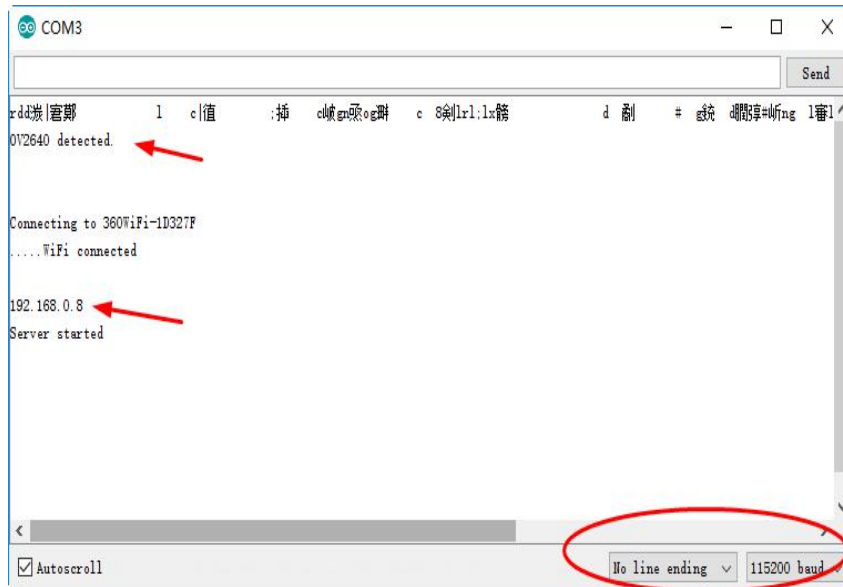 COM3
Send
OV2640 detected.
Connecting to 360WiFi-1D327F
.....WiFi connected
192.168.0.8
Server started
Autoscroll
No line ending
115200 baud